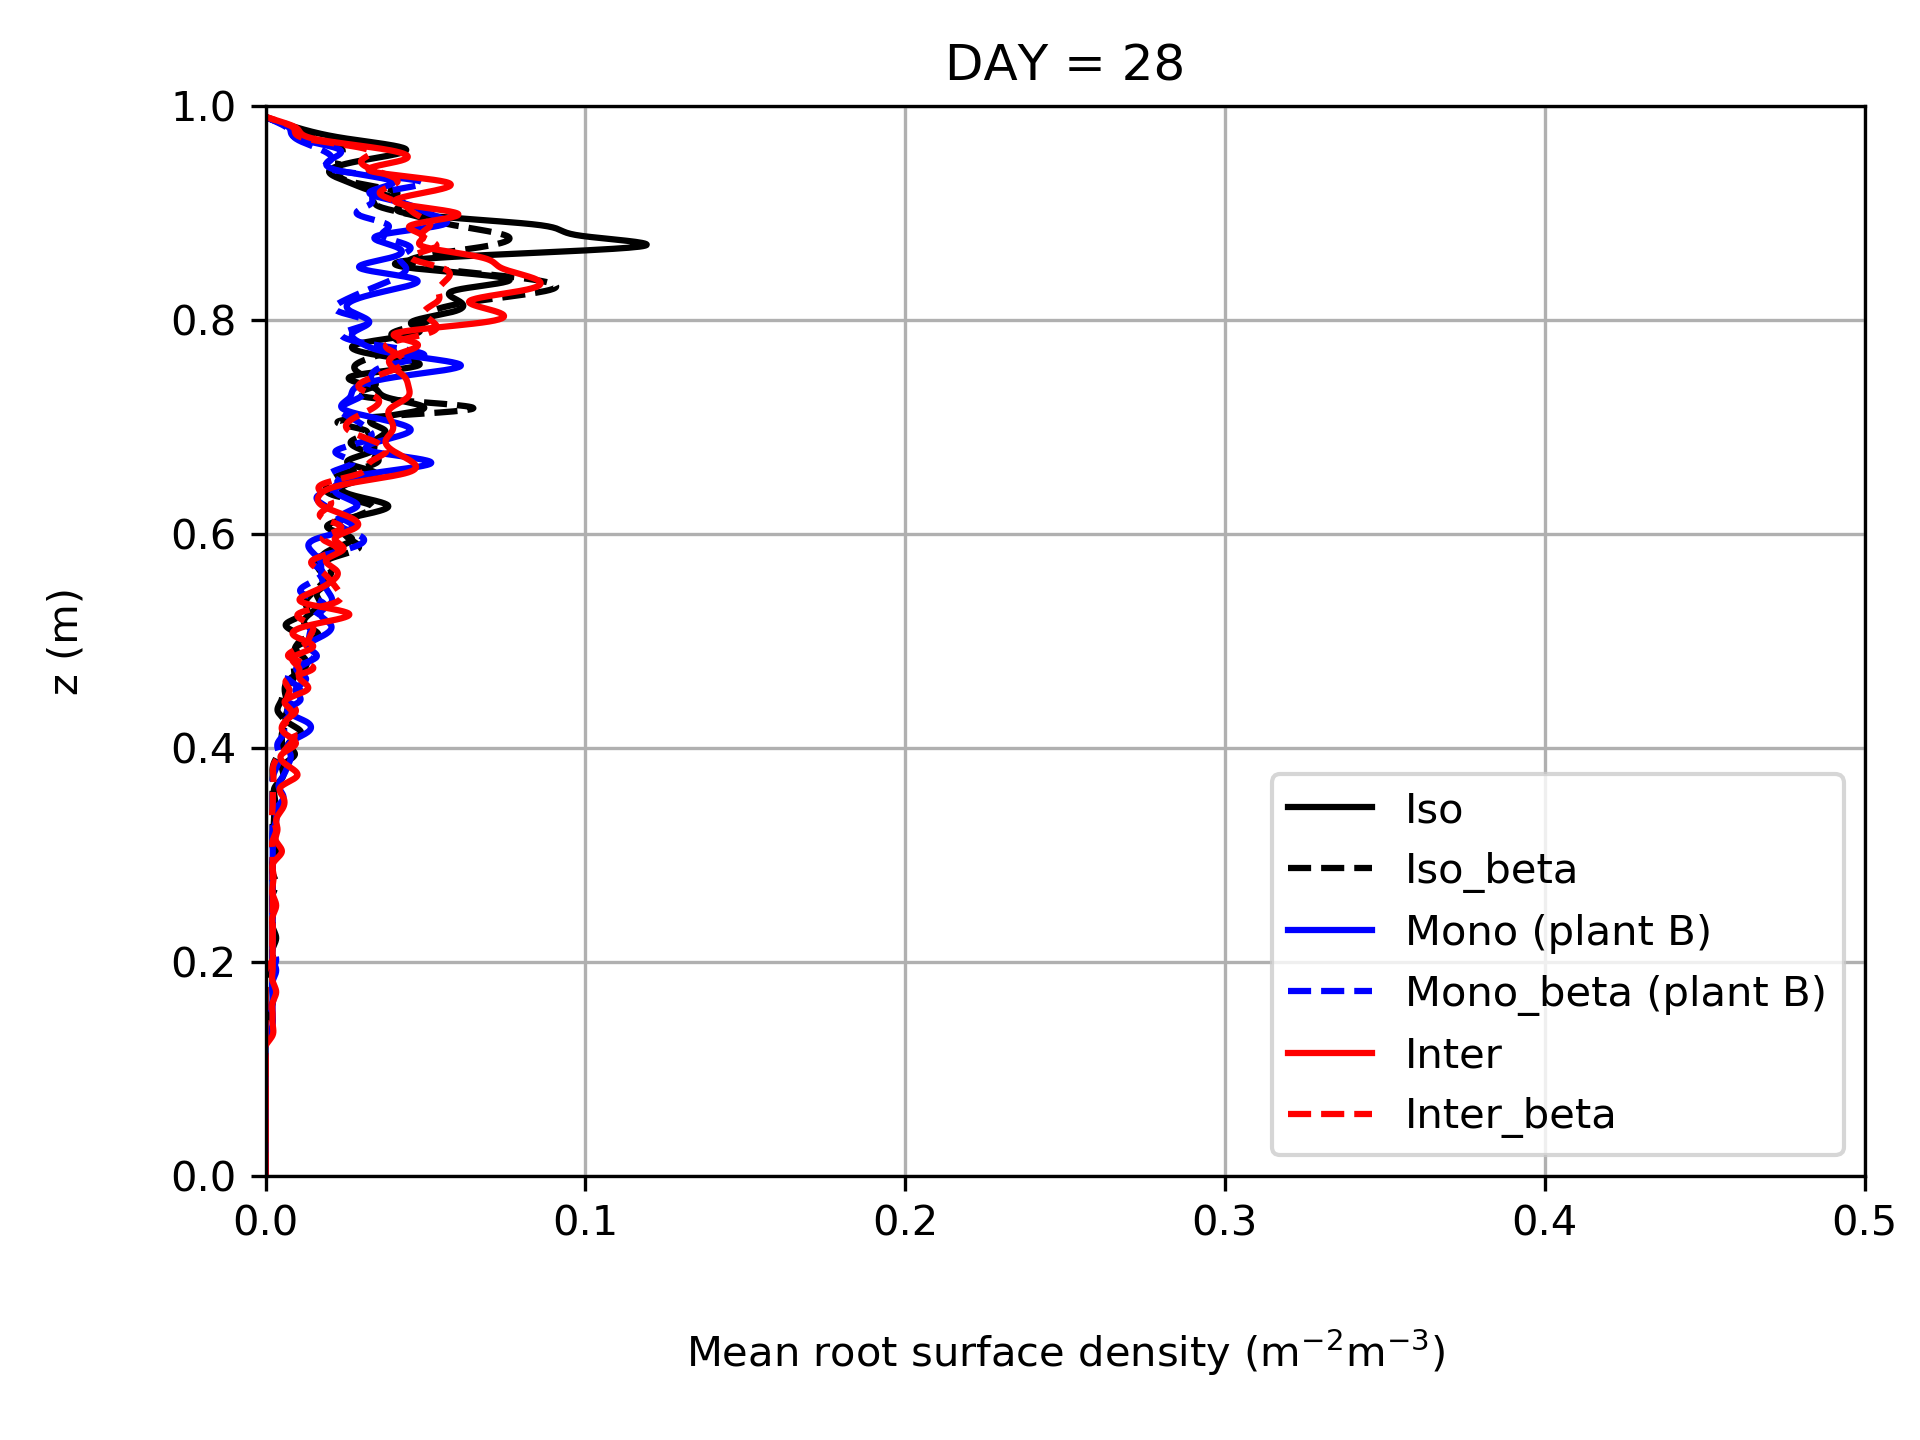 DAY = 28
1.0
0.8
0.6
0.4
0.2
0.0
z (m)
0.0 0.1 0.2 0.3 0.4 0.5
Mean root surface density (m⁻²m⁻³)
Iso
Iso_beta
Mono (plant B)
Mono_beta (plant B)
Inter
Inter_beta